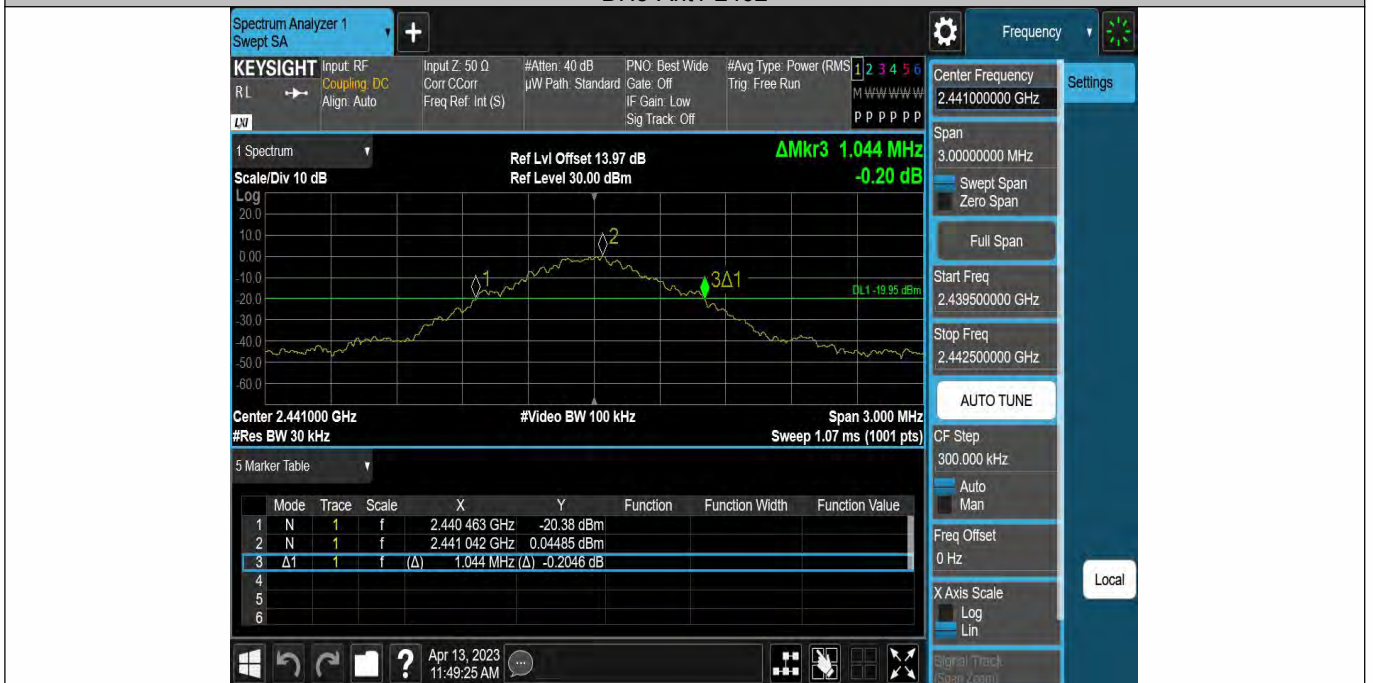 Spectrum Analyzer 1
Swept SA
+
Frequency
KEYSIGHT
RL
LXI
Input: RF
Coupling: DC
Align: Auto
Input Z: 50 Ω
Corr CCorr
Freq Ref: Int (S)
#Atten: 40 dB
µW Path: Standard
PNO: Best Wide
Gate: Off
IF Gain: Low
Sig Track: Off
#Avg Type: Power (RMS
Trig: Free Run
1 2 3 4 5 6
M W W W W W
P P P P P P
1 Spectrum
Scale/Div 10 dB
Ref Lvl Offset 13.97 dB
Ref Level 30.00 dBm
ΔMkr3 1.044 MHz
-0.20 dB
Log
20.0
10.0
0.00
-10.0
-20.0
-30.0
-40.0
-50.0
-60.0
1
2
3Δ1
DL1 -19.95 dBm
Center 2.441000 GHz
#Video BW 100 kHz
Span 3.000 MHz
#Res BW 30 kHz
Sweep 1.07 ms (1001 pts)
5 Marker Table
Mode Trace Scale X Y Function Function Width Function Value
1 N 1 f 2.440 463 GHz -20.38 dBm
2 N 1 f 2.441 042 GHz 0.04485 dBm
3 Δ1 1 f (Δ) 1.044 MHz (Δ) -0.2046 dB
4
5
6
Center Frequency
2.441000000 GHz
Settings
Span
3.00000000 MHz
Swept Span
Zero Span
Full Span
Start Freq
2.439500000 GHz
Stop Freq
2.442500000 GHz
AUTO TUNE
CF Step
300.000 kHz
Auto
Man
Freq Offset
0 Hz
X Axis Scale
Log
Lin
Signal Track
(Span Zoom)
Local
?
Apr 13, 2023
11:49:25 AM